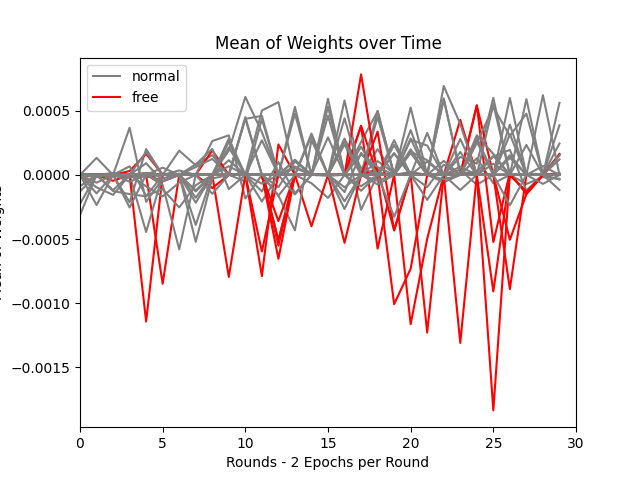 Mean of Weights over Time
normal
free
0.0005
0.0000
−0.0005
−0.0010
−0.0015
0 5 10 15 20 25 30
Rounds - 2 Epochs per Round